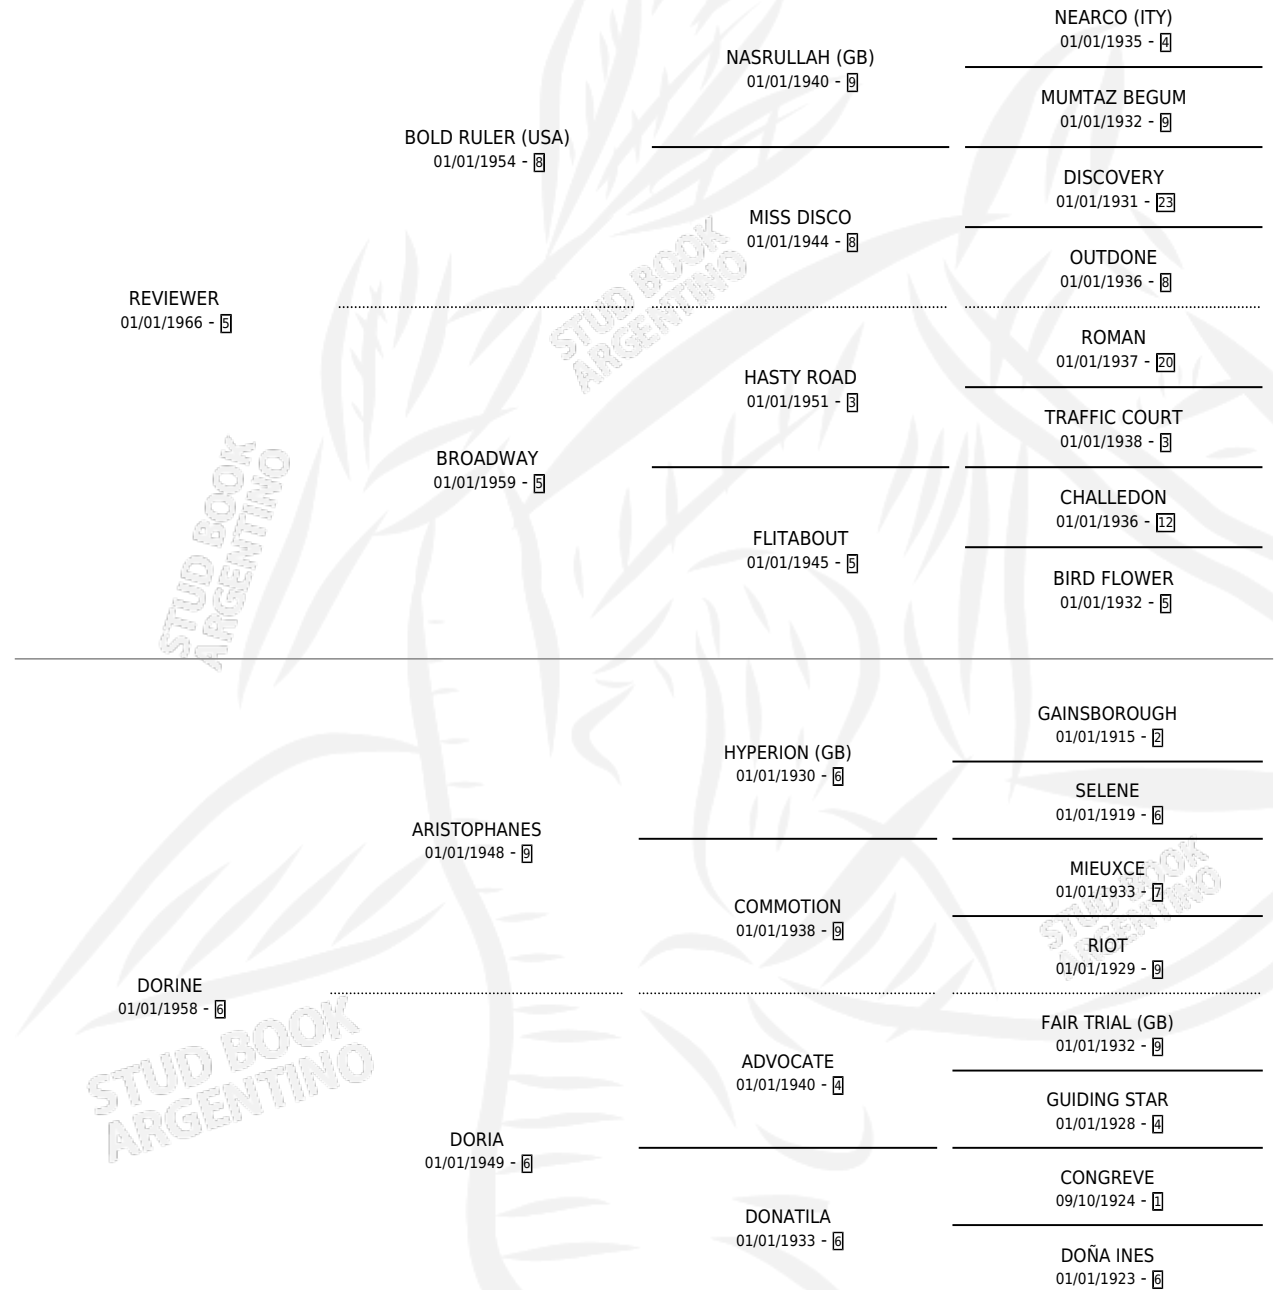 NEARCO (ITY)
01/01/1935 - 4
NASRULLAH (GB)
01/01/1940 - 9
MUMTAZ BEGUM
01/01/1932 - 9
BOLD RULER (USA)
01/01/1954 - 8
DISCOVERY
01/01/1931 - 23
MISS DISCO
01/01/1944 - 8
OUTDONE
01/01/1936 - 8
REVIEWER
01/01/1966 - 5
ROMAN
01/01/1937 - 20
HASTY ROAD
01/01/1951 - 3
TRAFFIC COURT
01/01/1938 - 3
BROADWAY
01/01/1959 - 5
CHALLEDON
01/01/1936 - 12
FLITABOUT
01/01/1945 - 5
BIRD FLOWER
01/01/1932 - 5
GAINSBOROUGH
01/01/1915 - 2
HYPERION (GB)
01/01/1930 - 6
SELENE
01/01/1919 - 6
ARISTOPHANES
01/01/1948 - 9
MIEUXCE
01/01/1933 - 7
COMMOTION
01/01/1938 - 9
RIOT
01/01/1929 - 9
DORINE
01/01/1958 - 6
FAIR TRIAL (GB)
01/01/1932 - 9
ADVOCATE
01/01/1940 - 4
GUIDING STAR
01/01/1928 - 4
DORIA
01/01/1949 - 6
CONGREVE
09/10/1924 - 1
DONATILA
01/01/1933 - 6
DOÑA INES
01/01/1923 - 6
STUD BOOK
ARGENTINO
STUD BOOK
ARGENTINO
STUD BOOK
ARGENTINO
STUD BOOK
ARGENTINO